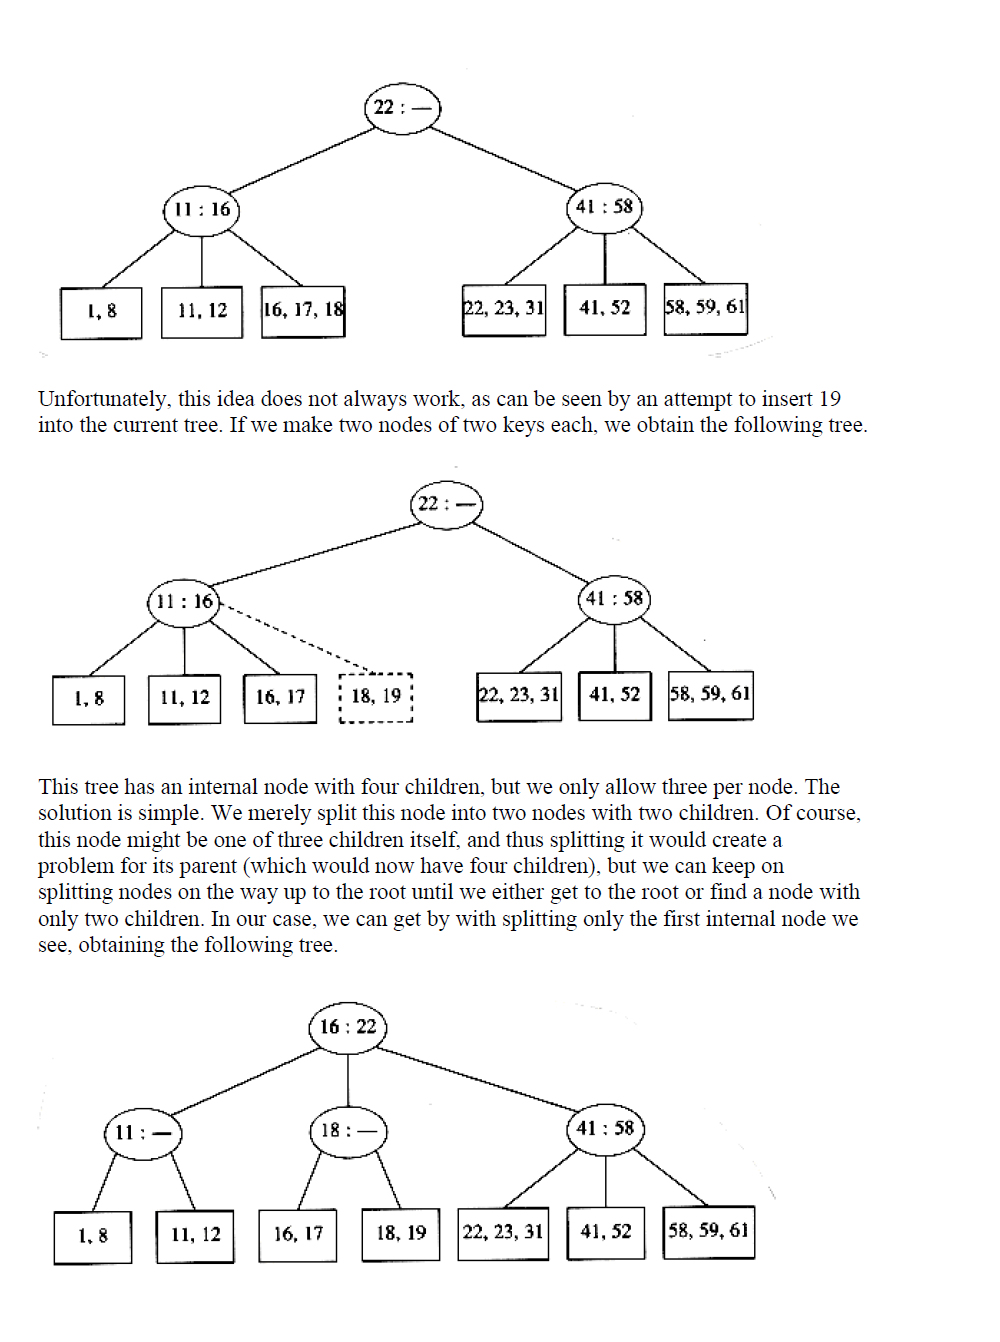 22 : —
11 : 16
41 : 58
1, 8
11, 12
16, 17, 18
22, 23, 31
41, 52
58, 59, 61
Unfortunately, this idea does not always work, as can be seen by an attempt to insert 19
into the current tree. If we make two nodes of two keys each, we obtain the following tree.
22 : —
11 : 16
41 : 58
1, 8
11, 12
16, 17
18, 19
22, 23, 31
41, 52
58, 59, 61
This tree has an internal node with four children, but we only allow three per node. The
solution is simple. We merely split this node into two nodes with two children. Of course,
this node might be one of three children itself, and thus splitting it would create a
problem for its parent (which would now have four children), but we can keep on
splitting nodes on the way up to the root until we either get to the root or find a node with
only two children. In our case, we can get by with splitting only the first internal node we
see, obtaining the following tree.
16 : 22
11 : —
18 : —
41 : 58
1, 8
11, 12
16, 17
18, 19
22, 23, 31
41, 52
58, 59, 61